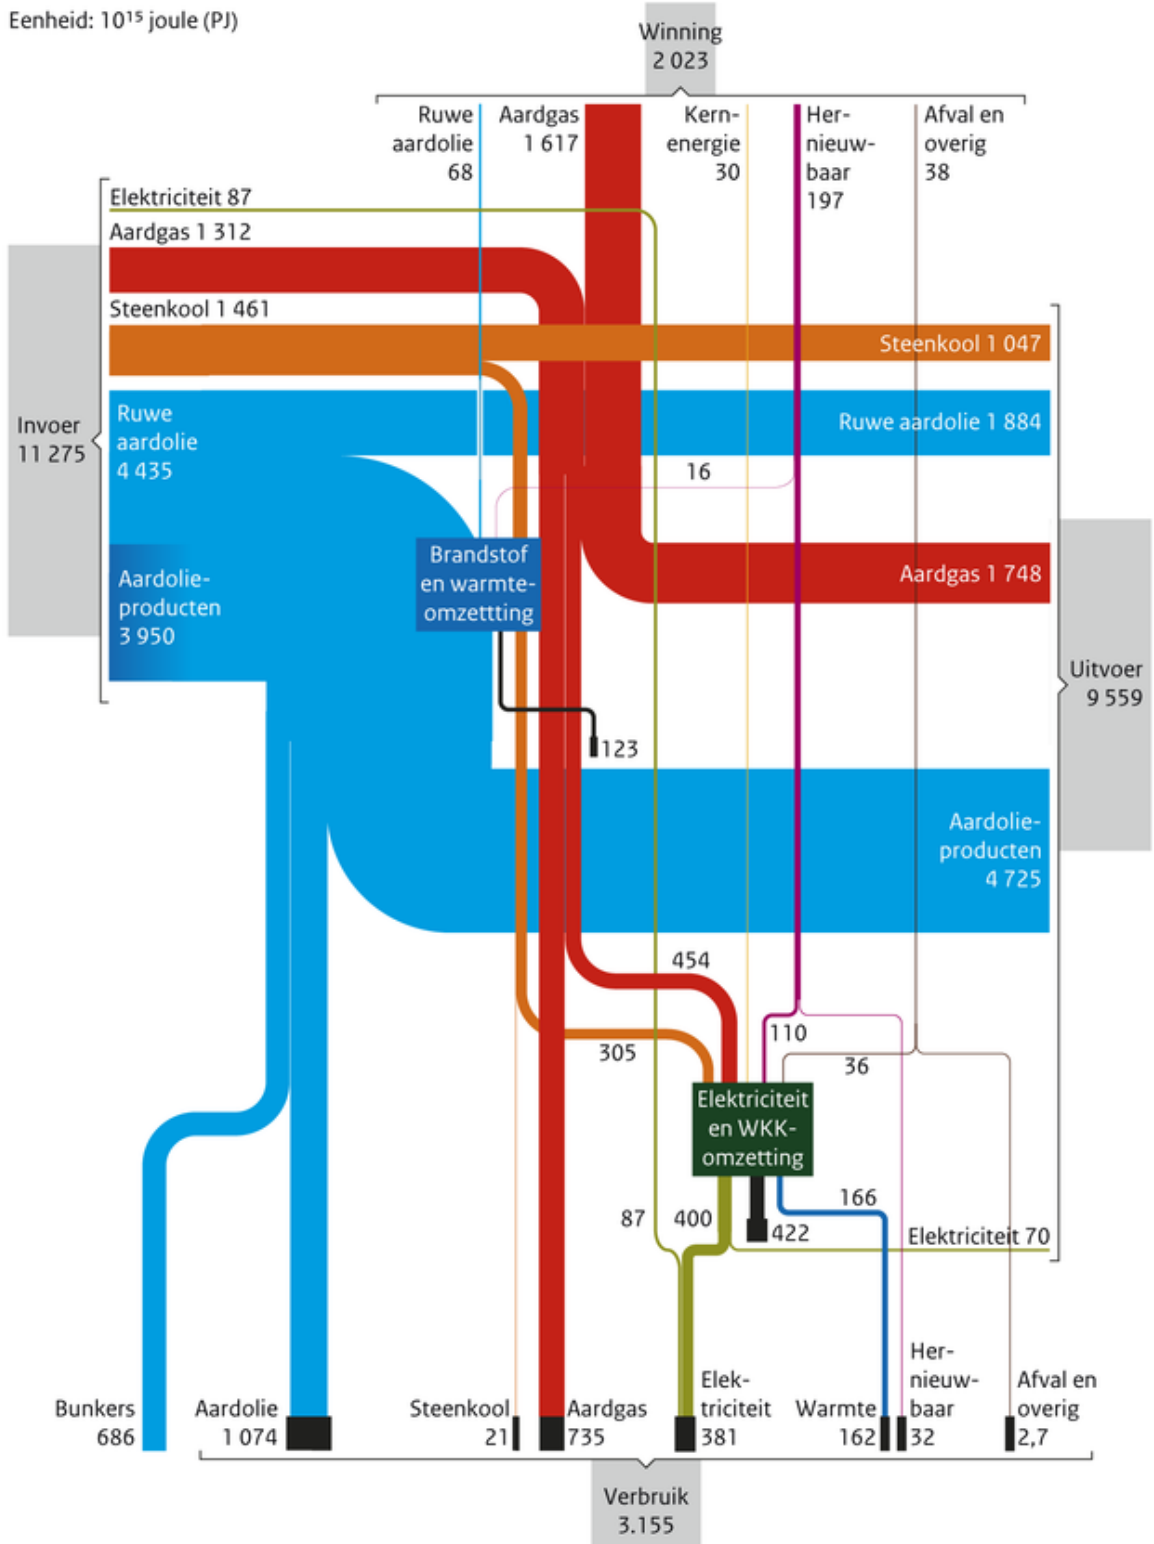 Eenheid: 10¹⁵ joule (PJ)
Winning
2 023
Ruwe
aardolie
68
Aardgas
1 617
Kern-
energie
30
Her-
nieuw-
baar
197
Afval en
overig
38
Elektriciteit 87
Aardgas 1 312
Steenkool 1 461
Steenkool 1 047
Invoer
11 275
Ruwe
aardolie
4 435
Ruwe aardolie 1 884
16
Brandstof
en warmte-
omzettting
Aardolie-
producten
3 950
Aardgas 1 748
Uitvoer
9 559
123
Aardolie-
producten
4 725
454
305
110
36
Elektriciteit
en WKK-
omzetting
87
400
422
166
Elektriciteit 70
Bunkers
686
Aardolie
1 074
Steenkool
21
Aardgas
735
Elek-
triciteit
381
Warmte
162
Her-
nieuw-
baar
32
Afval en
overig
2,7
Verbruik
3.155